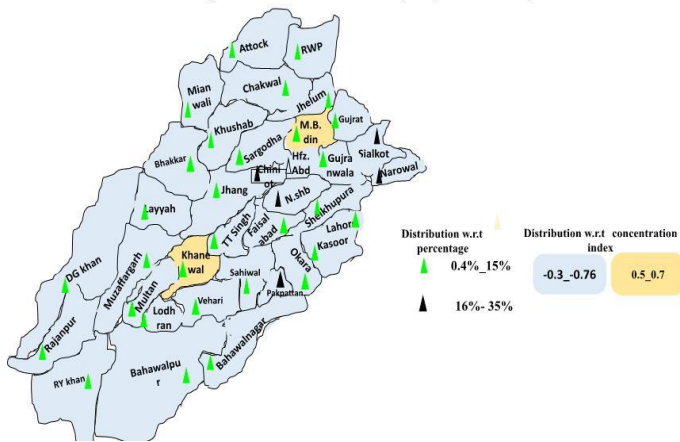 Attock
RWP
Chakwal
Mian
wali
Jhelum
Gujrat
Khushab
M.B.
din
Sargodha
Sialkot
Hfz.
Abd
Gujra
nwala
Bhakkar
Narowal
Chini
ot
Jhang
N.shb
Sheikhupura
Layyah
TT Singh
Faisal
abad
Lahor
Kasoor
Khane
wal
Okara
DG khan
Muzaffargarh
Sahiwal
Pakpattan
Multan
Lodh
ran
Vehari
Rajanpur
Bahawalnagar
RY khan
Bahawalpu
r
Distribution w.r.t
percentage
0.4%_15%
16%- 35%
Distribution w.r.t concentration
index
-0.3_-0.76
0.5_0.7